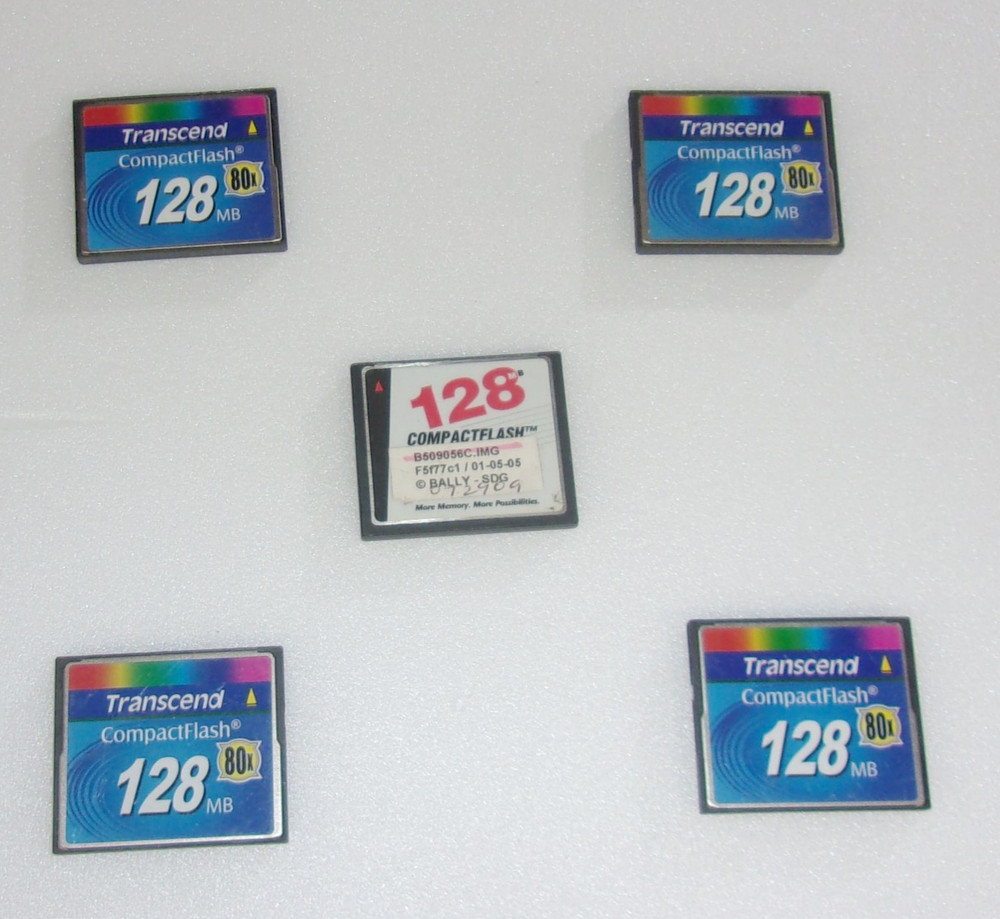 Transcend
CompactFlash®
80x
128 MB
Transcend
CompactFlash®
80x
128 MB
128 MB
COMPACTFLASH™
B509056C.IMG
F5f77c1 / 01-05-05
© BALLY - SDG
092909
More Memory. More Possibilities.
Transcend
CompactFlash®
80x
128 MB
Transcend
CompactFlash®
80x
128 MB